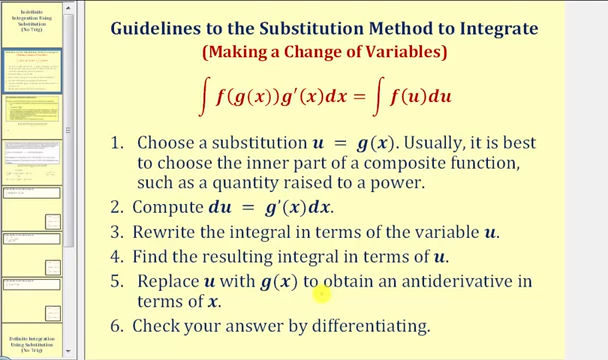 Indefinite
Integration Using
Substitution
(No Trig)
Guidelines to the Substitution Method to Integrate
(Making a Change of Variables)
∫ f(g(x))g'(x)dx = ∫ f(u)du
1. Choose a substitution u = g(x). Usually, it is best
to choose the inner part of a composite function,
such as a quantity raised to a power.
2. Compute du = g'(x)dx.
3. Rewrite the integral in terms of the variable u.
4. Find the resulting integral in terms of u.
5. Replace u with g(x) to obtain an antiderivative in
terms of x.
6. Check your answer by differentiating.
Definite Integration
Using Substitution
(No Trig)